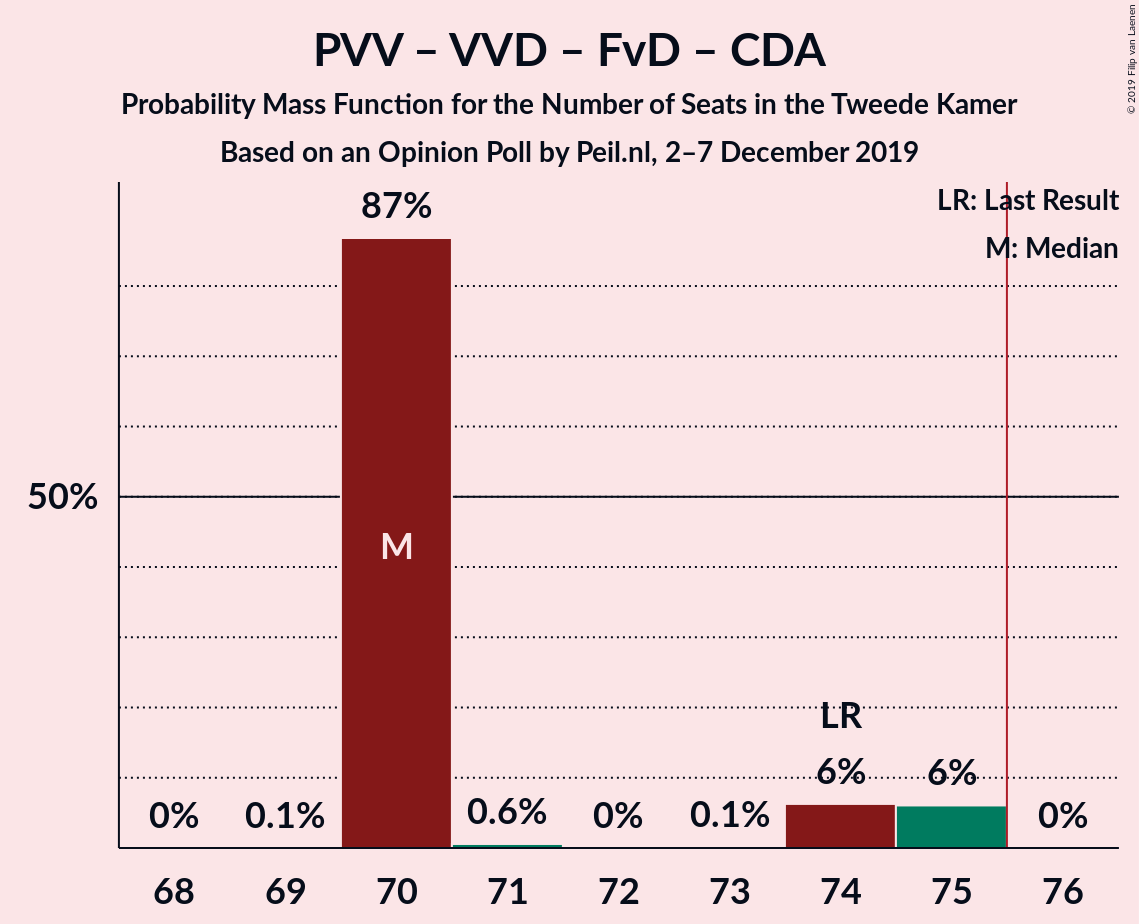 PVV – VVD – FvD – CDA
Probability Mass Function for the Number of Seats in the Tweede Kamer
Based on an Opinion Poll by Peil.nl, 2–7 December 2019
© 2019 Filip van Laenen
LR: Last Result
M: Median
87%
50%
M
LR
0% 0.1% 0.6% 0% 0.1% 6% 6% 0%
68 69 70 71 72 73 74 75 76